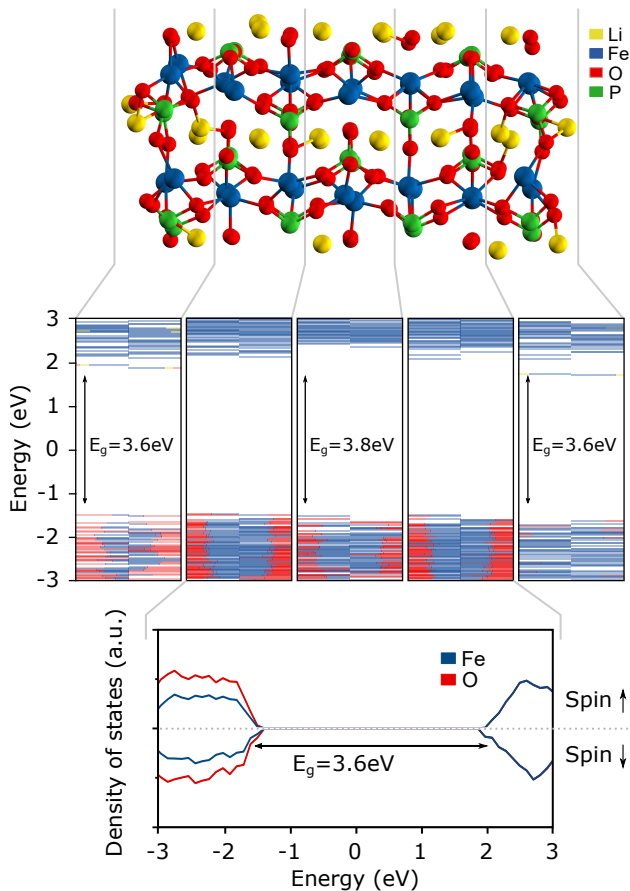 Li
Fe
O
P
Energy (eV)
3
2
1
0
-1
-2
-3
Eg=3.6eV
Eg=3.8eV
Eg=3.6eV
Density of states (a.u.)
Fe
O
Spin ↑
Spin ↓
Eg=3.6eV
-3 -2 -1 0 1 2 3
Energy (eV)